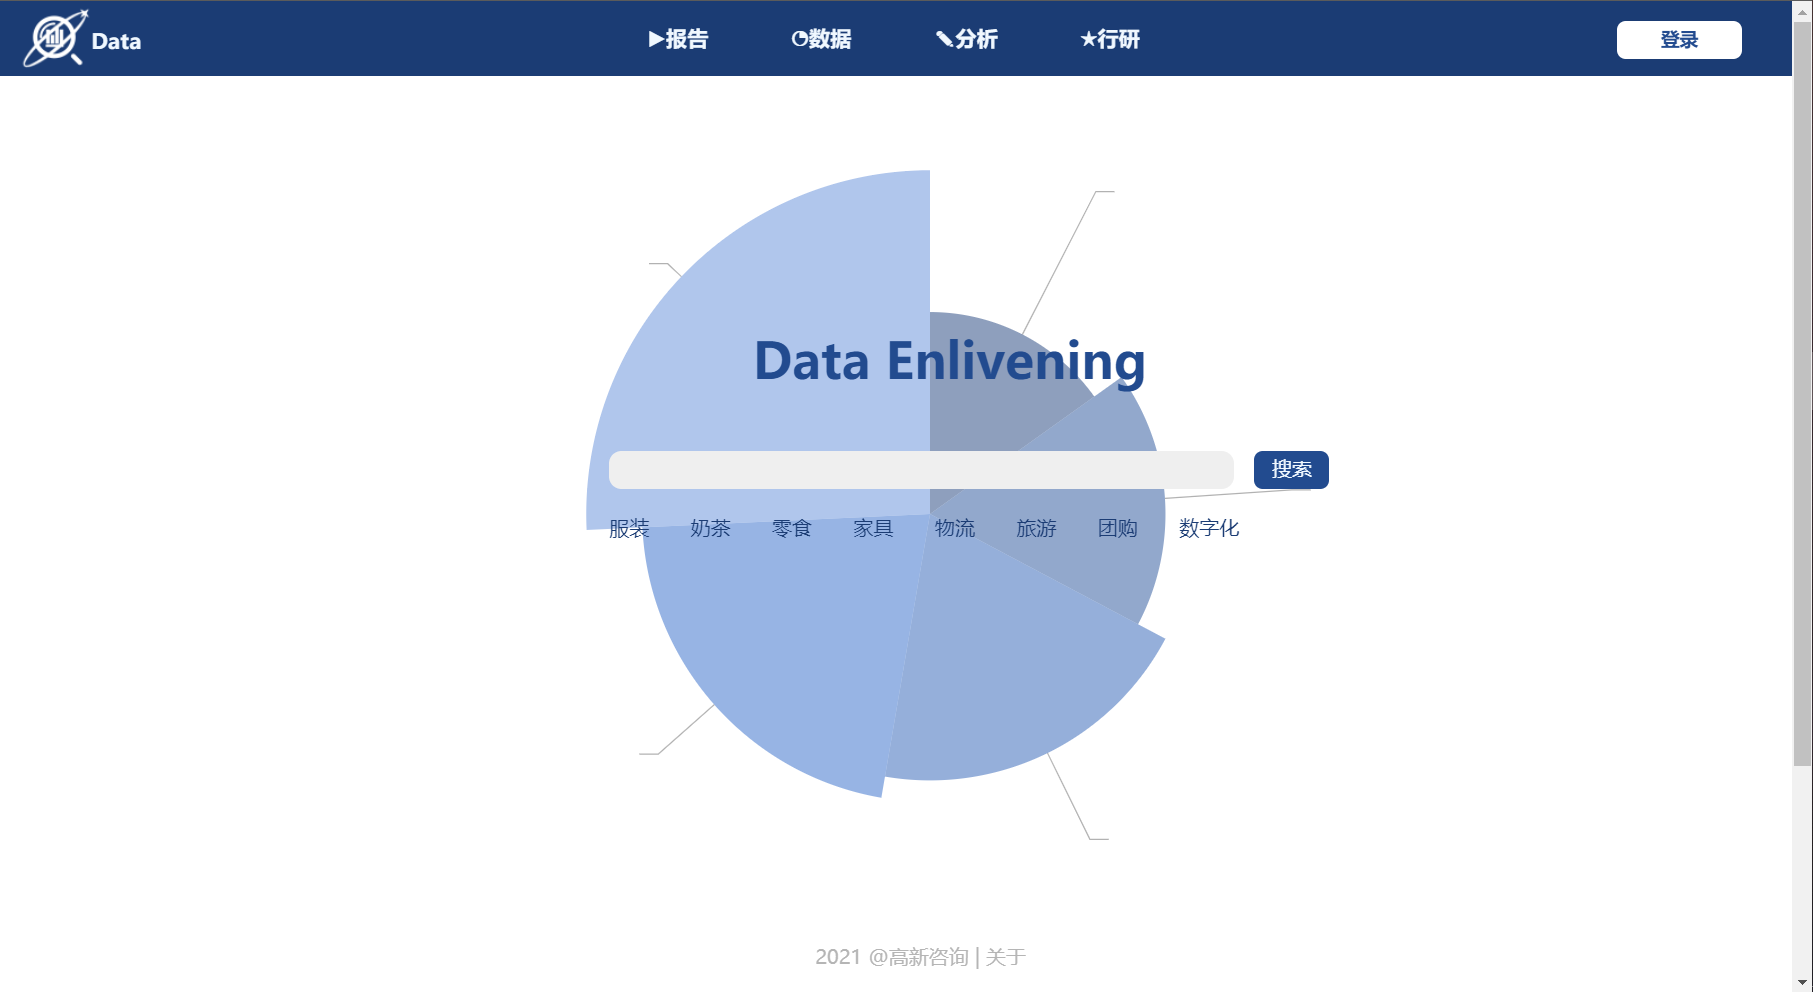 Data ▶报告 ◔数据 ✎分析 ★行研 登录
Data Enlivening
搜索
服装 奶茶 零食 家具 物流 旅游 团购 数字化
2021 @高新咨询 | 关于